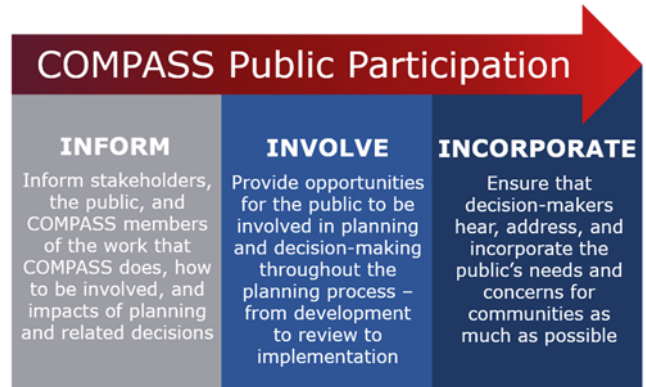 COMPASS Public Participation
INFORM
Inform stakeholders,
the public, and
COMPASS members
of the work that
COMPASS does, how
to be involved, and
impacts of planning
and related decisions
INVOLVE
Provide opportunities
for the public to be
involved in planning
and decision-making
throughout the
planning process –
from development
to review to
implementation
INCORPORATE
Ensure that
decision-makers
hear, address, and
incorporate the
public's needs and
concerns for
communities as
much as possible